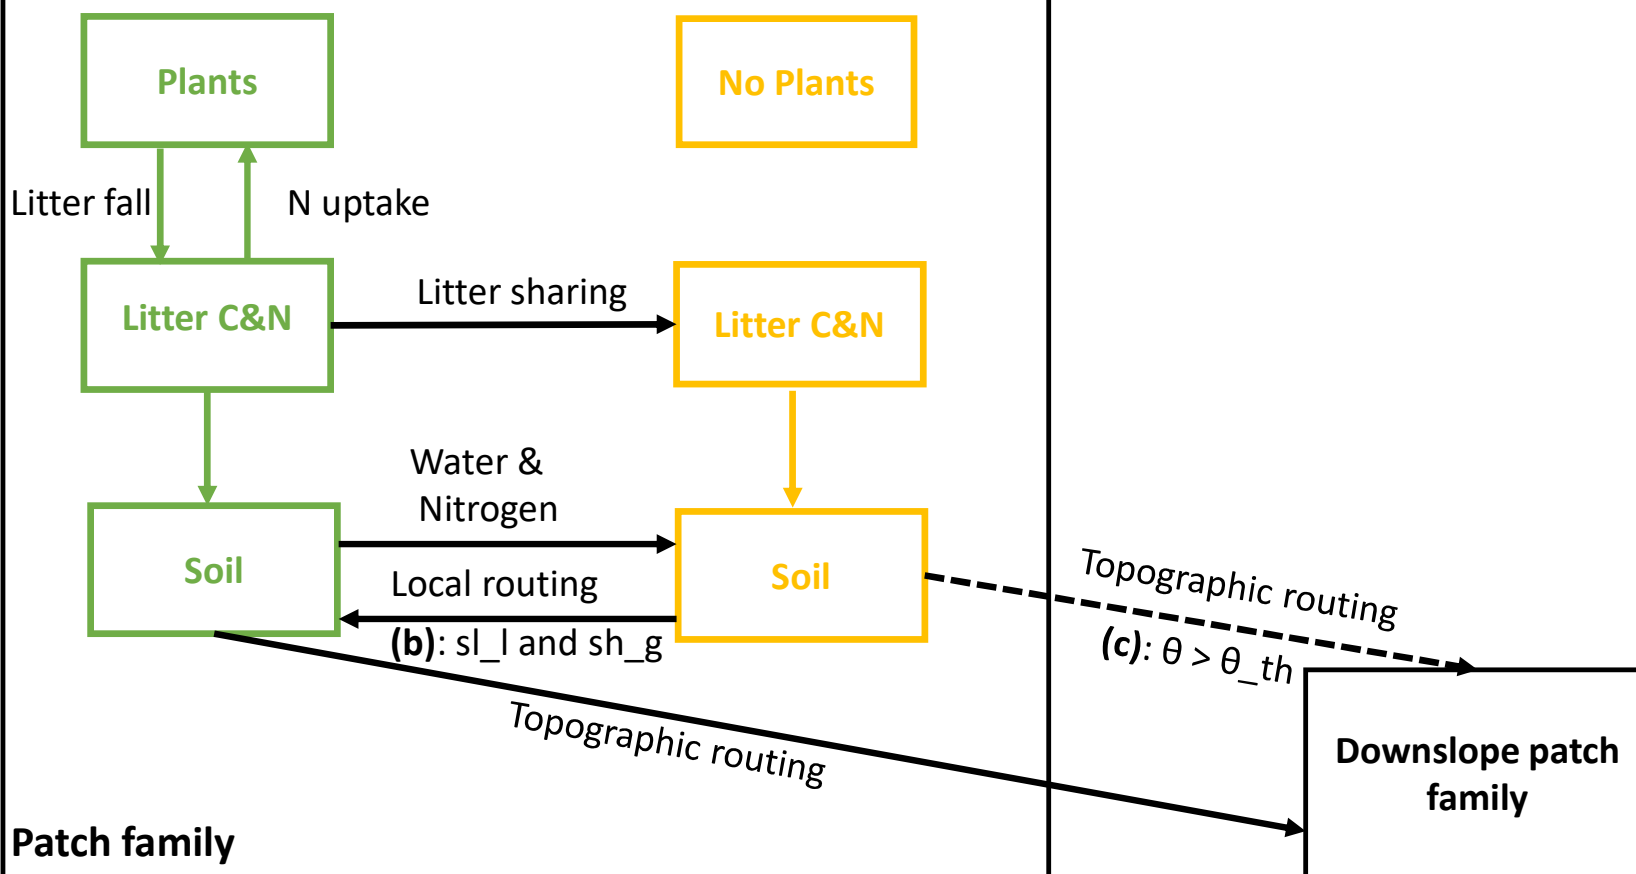 Plants
No Plants
Litter fall
N uptake
Litter C&N
Litter sharing
Litter C&N
Water &
Nitrogen
Soil
Local routing
Soil
(b): sl_l and sh_g
Topographic routing
(c): θ > θ_th
Topographic routing
Downslope patch
family
Patch family